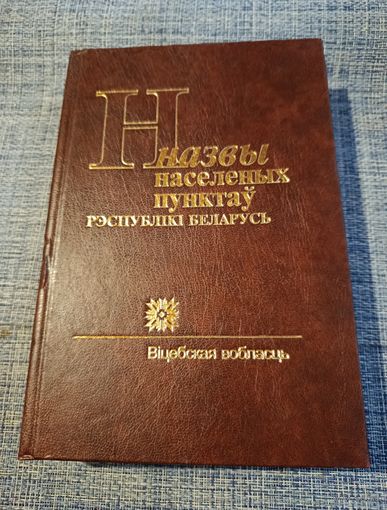 Н назвы
населеных
пунктаў
РЭСПУБЛІКІ БЕЛАРУСЬ
Віцебская вобласць